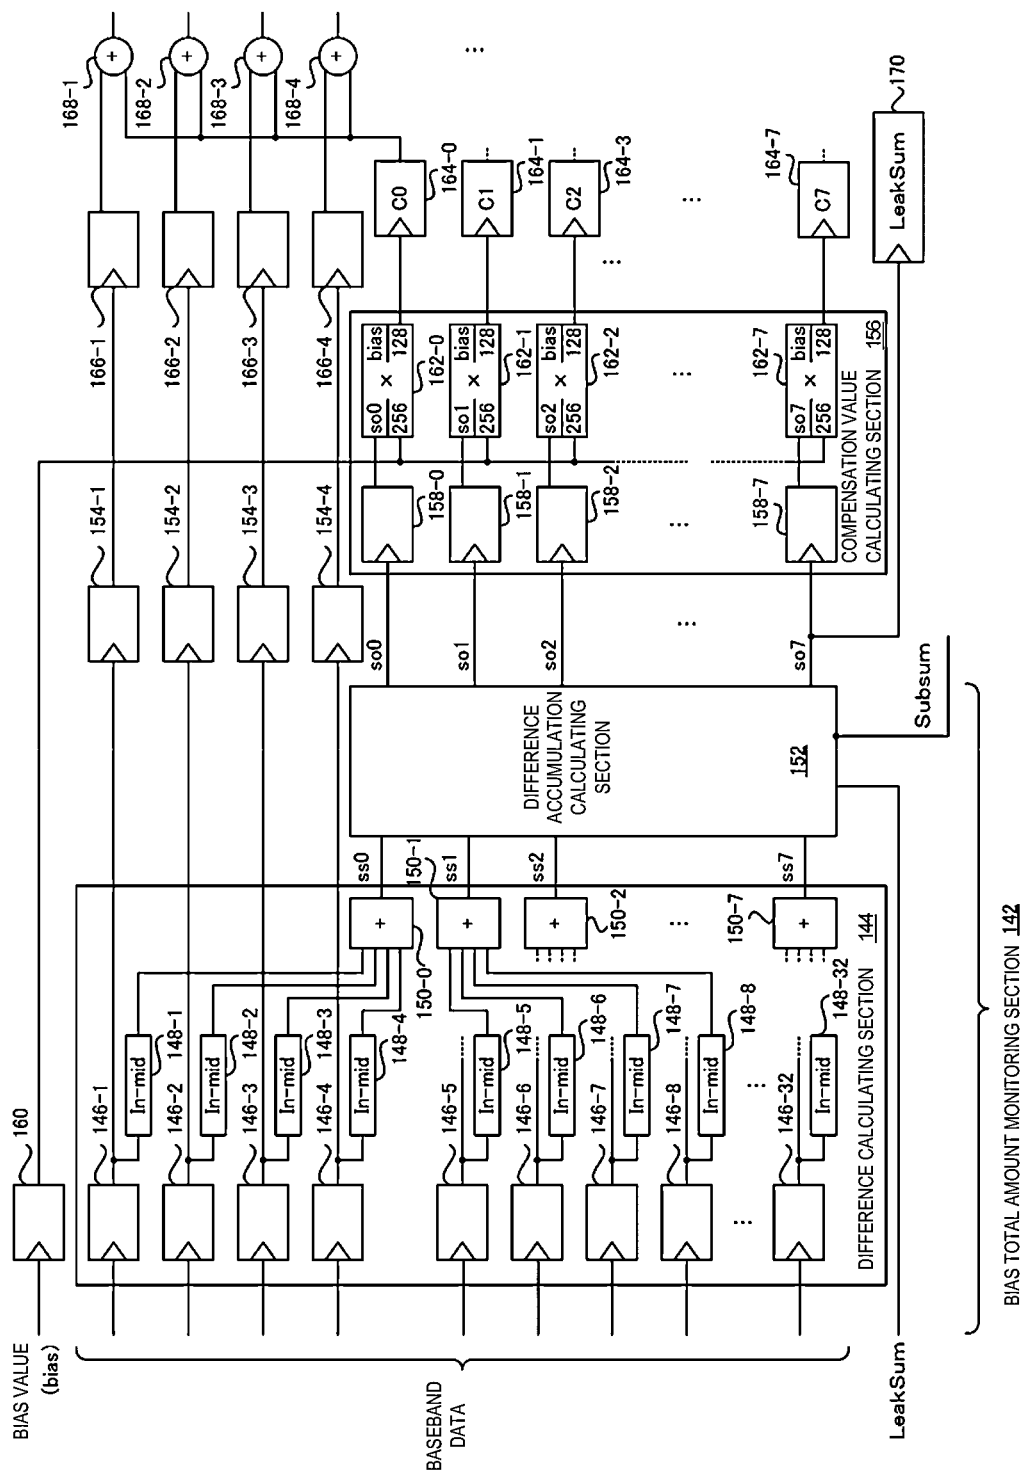 BIAS VALUE
(bias)
160
BASEBAND
DATA
146-1
146-2
146-3
146-4
146-5
146-6
146-7
146-8
...
146-32
In-mid
148-1
In-mid
148-2
In-mid
148-3
In-mid
148-4
In-mid
148-5
In-mid
148-6
In-mid
148-7
In-mid
148-8
...
In-mid
148-32
+
150-0
+
150-1
+
150-2
...
+
150-7
DIFFERENCE CALCULATING SECTION
144
ss0
ss1
ss2
ss7
DIFFERENCE
ACCUMULATION
CALCULATING
SECTION
152
LeakSum
Subsum
BIAS TOTAL AMOUNT MONITORING SECTION 142
so0
so1
so2
...
so7
154-1
154-2
154-3
154-4
158-0
158-1
158-2
...
158-7
so0 bias
×
256 128
162-0
so1 bias
×
256 128
162-1
so2 bias
×
256 128
162-2
...
so7 bias
×
256 128
162-7
COMPENSATION VALUE
CALCULATING SECTION
156
166-1
166-2
166-3
166-4
C0
164-0
C1
164-1
C2
164-3
...
...
C7
164-7
LeakSum
170
168-1
+
168-2
+
168-3
+
168-4
+
...